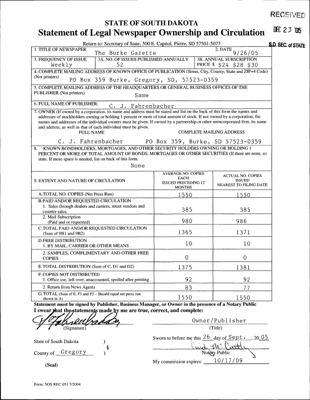 RECEIVED
DEC 23 '05
S.D. SEC. of STATE
STATE OF SOUTH DAKOTA
Statement of Legal Newspaper Ownership and Circulation
Return to: Secretary of State, 500 E. Capitol, Pierre, SD 57501-5077
1. TITLE OF NEWSPAPER
The Burke Gazette
2. DATE
9/26/05
3. FREQUENCY OF ISSUE
Weekly
3A. NO. OF ISSUES PUBLISHED ANNUALLY
52
3B. ANNUAL SUBSCRIPTION
PRICE $ $24 $28 $30
4. COMPLETE MAILING ADDRESS OF KNOWN OFFICE OF PUBLICATION (Street, City, County, State and ZIP+4 Code)
(Not printers)
PO Box 359 Burke, Gregory, SD, 57523-0359
5. COMPLETE MAILING ADDRESS OF THE HEADQUARTERS OR GENERAL BUSINESS OFFICES OF THE
PUBLISHER (Not printers)
Same
6. FULL NAME OF PUBLISHER:
C. J. Fahrenbacher
7. OWNER (If owned by a corporation, its name and address must be stated and list on the back of this form the names and
addresses of stockholders owning or holding 1 percent or more of total amount of stock. If not owned by a corporation, the
names and addresses of the individual owners must be given. If owned by a partnership or other unincorporated firm, its name
and address, as well as that of each individual must be given.
FULL NAME
COMPLETE MAILING ADDRESS
C. J. Fahrenbacher
PO Box 359, Burke, SD 57523-0359
8. KNOWN BONDHOLDERS, MORTGAGES, AND OTHER SECURITY HOLDERS OWNING OR HOLDING 1
PERCENT OR MORE OF TOTAL AMOUNT OF BONDS, MORTGAGES OR OTHER SECURITIES (If there are none, so
state. If more space is needed, list on back of this form.
None
9. EXTENT AND NATURE OF CIRCULATION
AVERAGE NO. COPIES
EACH
ISSUED PRECEDING 12
MONTHS
ACTUAL NO. COPIES
ISSUED
NEAREST TO FILING DATE
A. TOTAL NO. COPIES (Net Press Run)
1550
1550
B. PAID AND/OR REQUESTED CIRCULATION
1. Sales through dealers and carriers, street vendors and
counter sales.
385
385
2. Mail Subscription
(Paid and/or requested)
980
986
C. TOTAL PAID AND/OR REQUESTED CIRCULATION
(Sum of 9B1 and 9B2)
1365
1371
D. FREE DISTRIBUTION
1. BY MAIL, CARRIER OR OTHER MEANS
10
10
2. SAMPLES, COMPLIMENTARY AND OTHER FREE
COPIES
0
0
E. TOTAL DISTRIBUTION (Sum of C, D1 and D2)
1375
1381
F. COPIES NOT DISTRIBUTED
1. Office use, left over, unaccounted, spoiled after printing
92
92
2. Return from News Agents
83
77
G. TOTAL (Sum of E, F1 and F2 - Should equal net press run
shown in A)
1550
1550
Statement must be signed by Publisher, Business Manager, or Owner in the presence of a Notary Public
I swear that the statements made by me are true, correct, and complete:
Owner/Publisher
(Signature)
(Title)
State of South Dakota )
§
County of Gregory )
(Seal)
Sworn to before me this 26 day of Sept. 20 05
Notary Public
My commission expires: 10/17/09
Form: SOS REC 051 7/2004